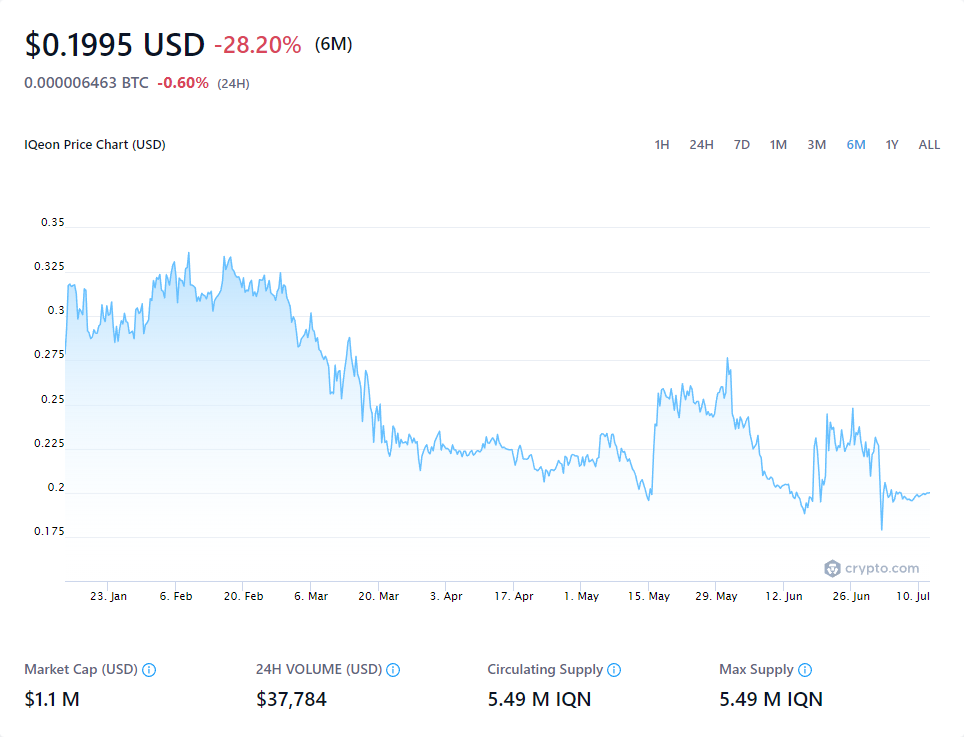 $0.1995 USD -28.20% (6M)
0.000006463 BTC -0.60% (24H)
IQeon Price Chart (USD) 1H 24H 7D 1M 3M 6M 1Y ALL
0.35
0.325
0.3
0.275
0.25
0.225
0.2
0.175
crypto.com
23. Jan 6. Feb 20. Feb 6. Mar 20. Mar 3. Apr 17. Apr 1. May 15. May 29. May 12. Jun 26. Jun 10. Jul
Market Cap (USD) 24H VOLUME (USD) Circulating Supply Max Supply
$1.1 M $37,784 5.49 M IQN 5.49 M IQN